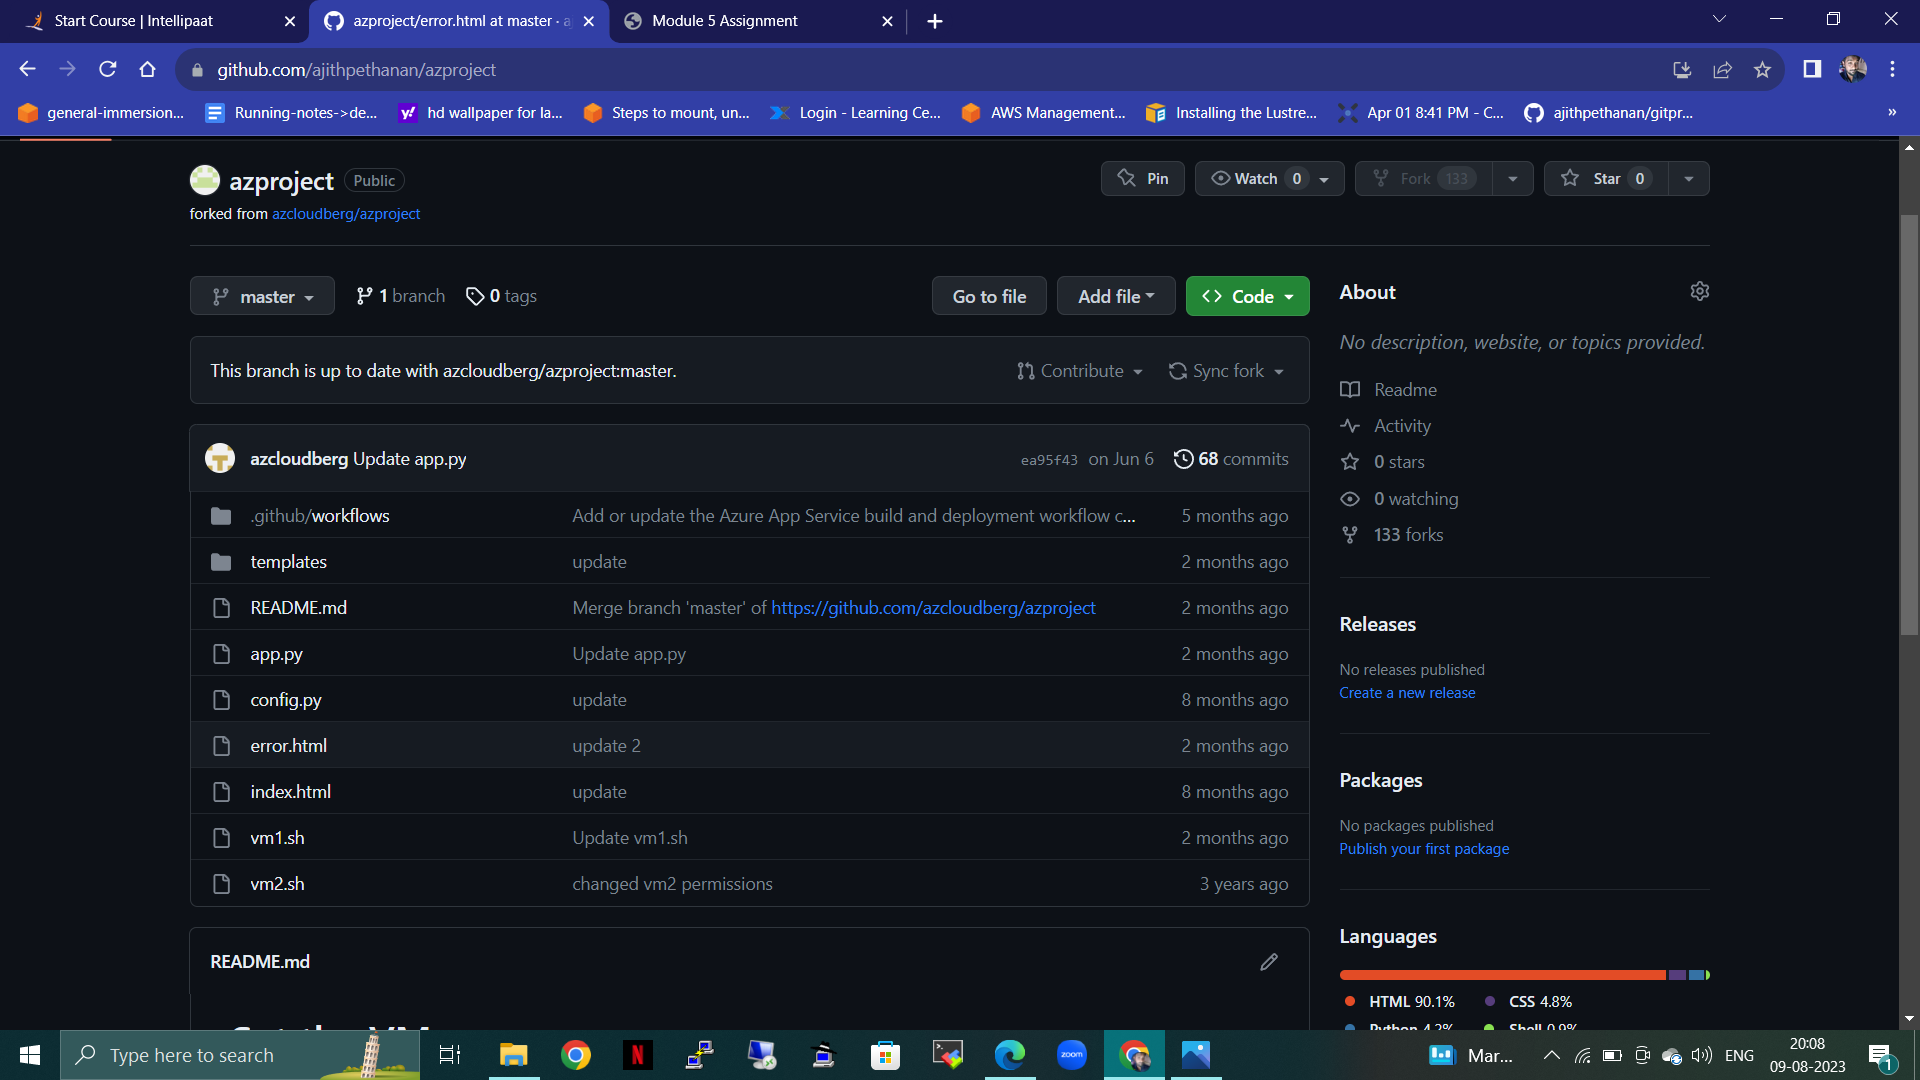 Start Course | Intellipaat
azproject/error.html at master · a
Module 5 Assignment
github.com/ajithpethanan/azproject
general-immersion...
Running-notes->de...
hd wallpaper for la...
Steps to mount, un...
Login - Learning Ce...
AWS Management...
Installing the Lustre...
Apr 01 8:41 PM - C...
ajithpethanan/gitpr...
»
azproject Public
Pin
Watch 0
Fork 133
Star 0
forked from azcloudberg/azproject
master
1 branch
0 tags
Go to file
Add file
<> Code
About
No description, website, or topics provided.
This branch is up to date with azcloudberg/azproject:master.
Contribute
Sync fork
Readme
Activity
0 stars
0 watching
133 forks
azcloudberg Update app.py
ea95f43 on Jun 6
68 commits
.github/workflows Add or update the Azure App Service build and deployment workflow c... 5 months ago
templates update 2 months ago
README.md Merge branch 'master' of https://github.com/azcloudberg/azproject 2 months ago
app.py Update app.py 2 months ago
config.py update 8 months ago
error.html update 2 2 months ago
index.html update 8 months ago
vm1.sh Update vm1.sh 2 months ago
vm2.sh changed vm2 permissions 3 years ago
Releases
No releases published
Create a new release
Packages
No packages published
Publish your first package
Languages
HTML 90.1%
CSS 4.8%
Python 4.2%
Shell 0.9%
README.md
Type here to search
zoom
Mar...
ENG
20:08
09-08-2023
1